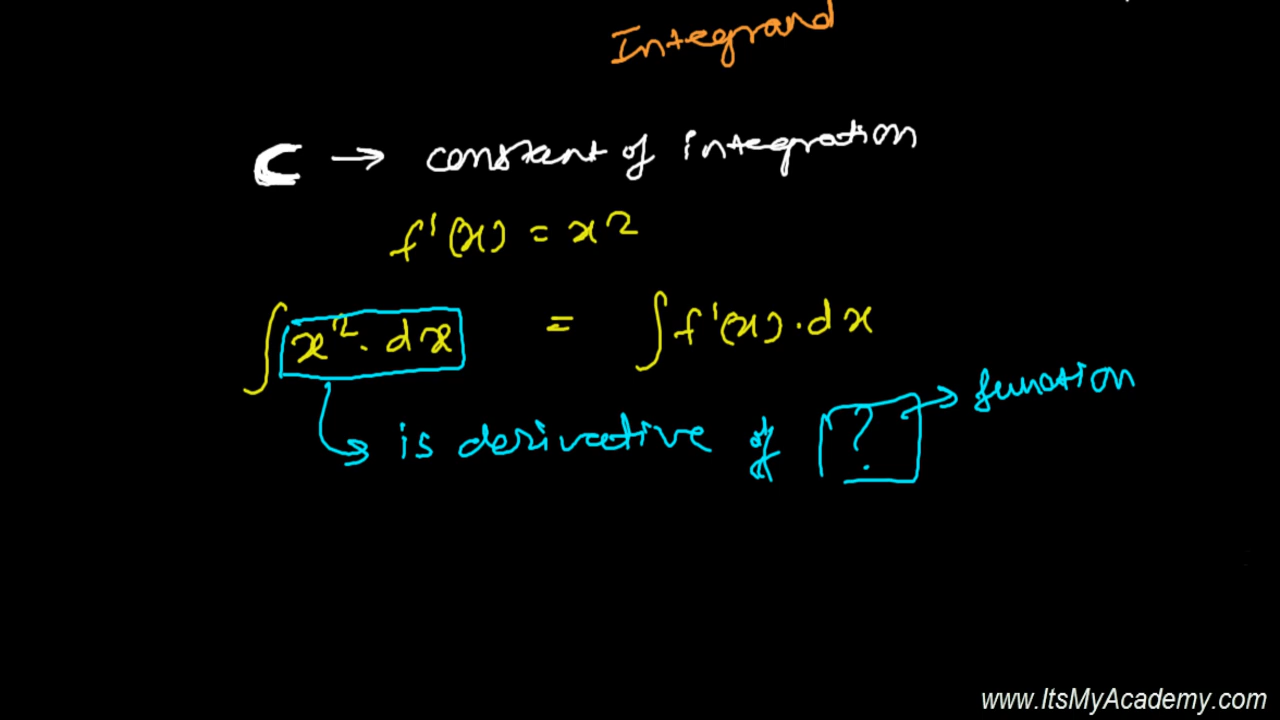 Integrand
C → constant of integration
f'(x) = x²
∫ x². dx = ∫ f'(x). dx
→ function
↳ is derivative of ?
www.ItsMyAcademy.com